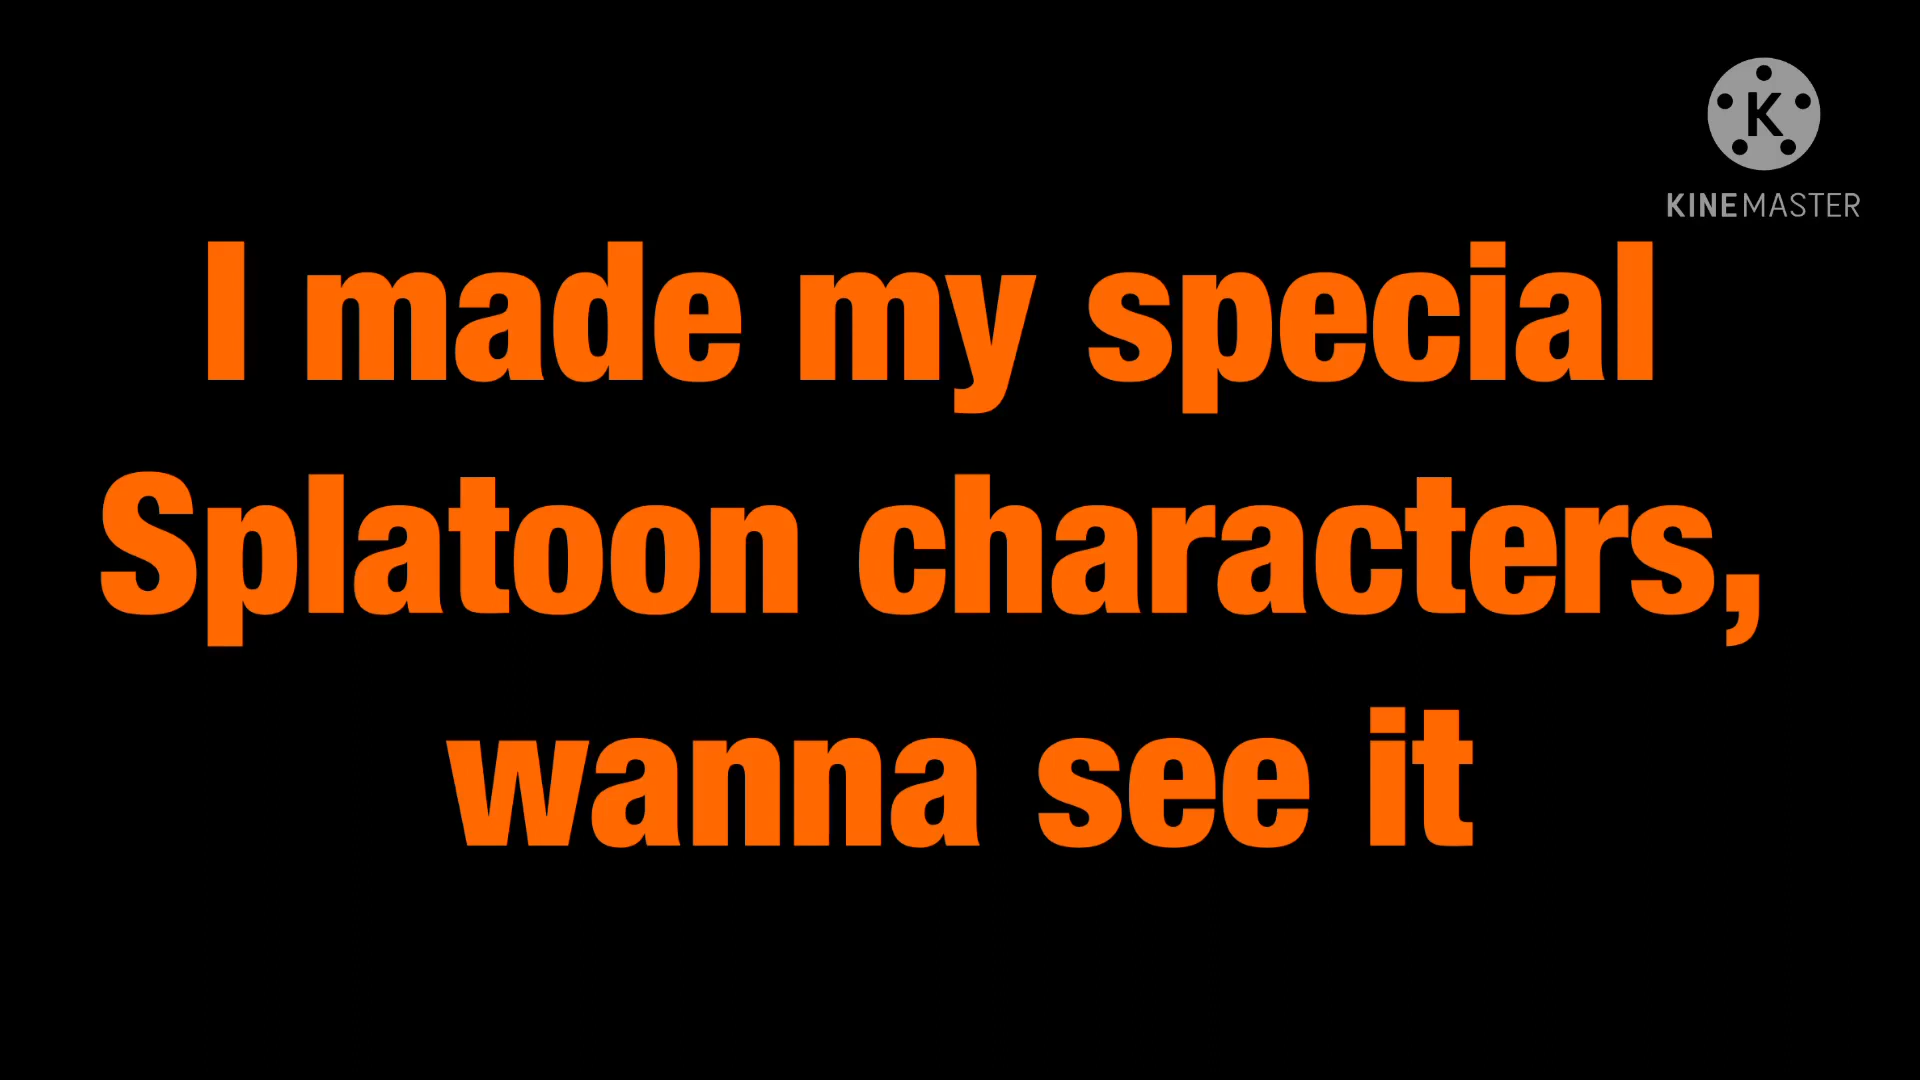 K
KINEMASTER
I made my special
Splatoon characters,
wanna see it